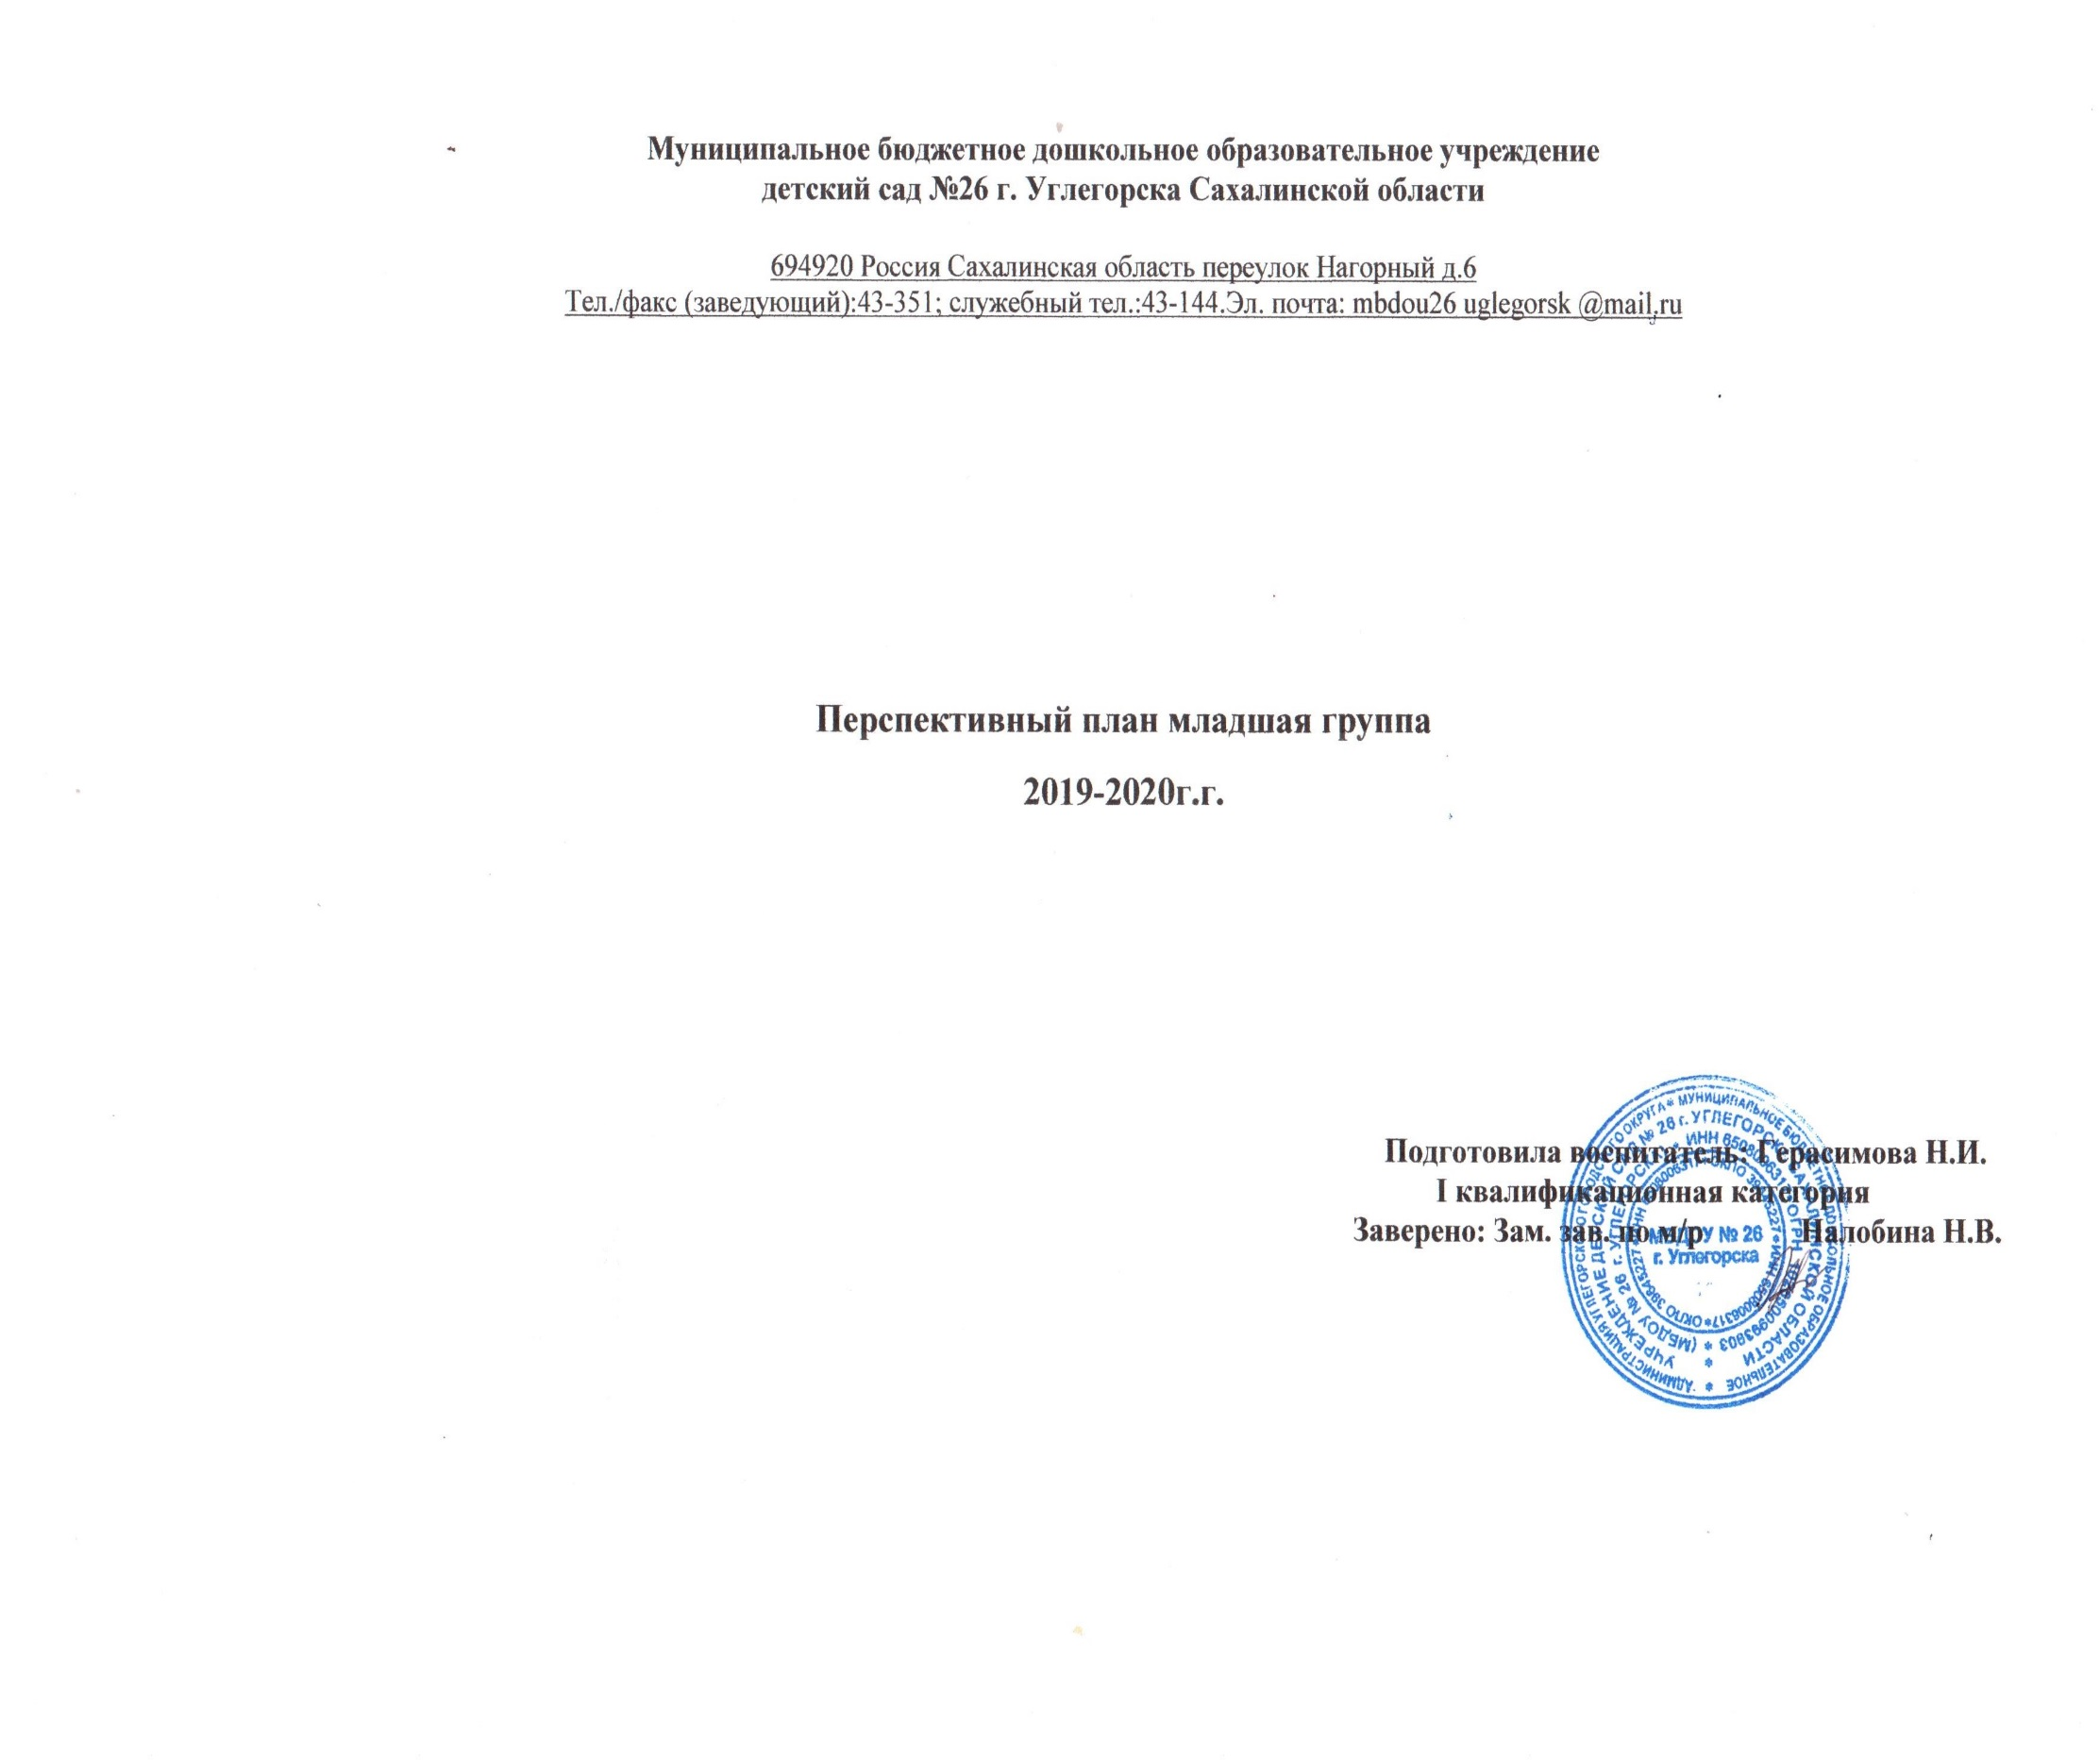 Муниципальное бюджетное дошкольное образовательное учреждение
детский сад №26 г. Углегорска Сахалинской области
694920 Россия Сахалинская область переулок Нагорный д.6
Тел./факс (заведующий):43-351; служебный тел.:43-144.Эл. почта: mbdou26 uglegorsk @mail.ru
Перспективный план младшая группа
2019-2020г.г.
Подготовила воспитатель: Герасимова Н.И.
I квалификационная категория
Заверено: Зам. зав. по м/р Налобина Н.В.
МБДОУ № 26
г. Углегорска